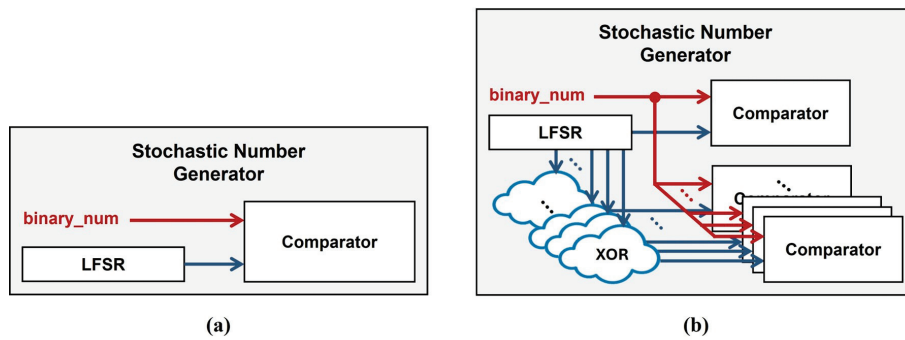 Stochastic Number
Generator
binary_num
LFSR
Comparator
(a)
Stochastic Number
Generator
binary_num
LFSR
Comparator
XOR
Comparator
(b)